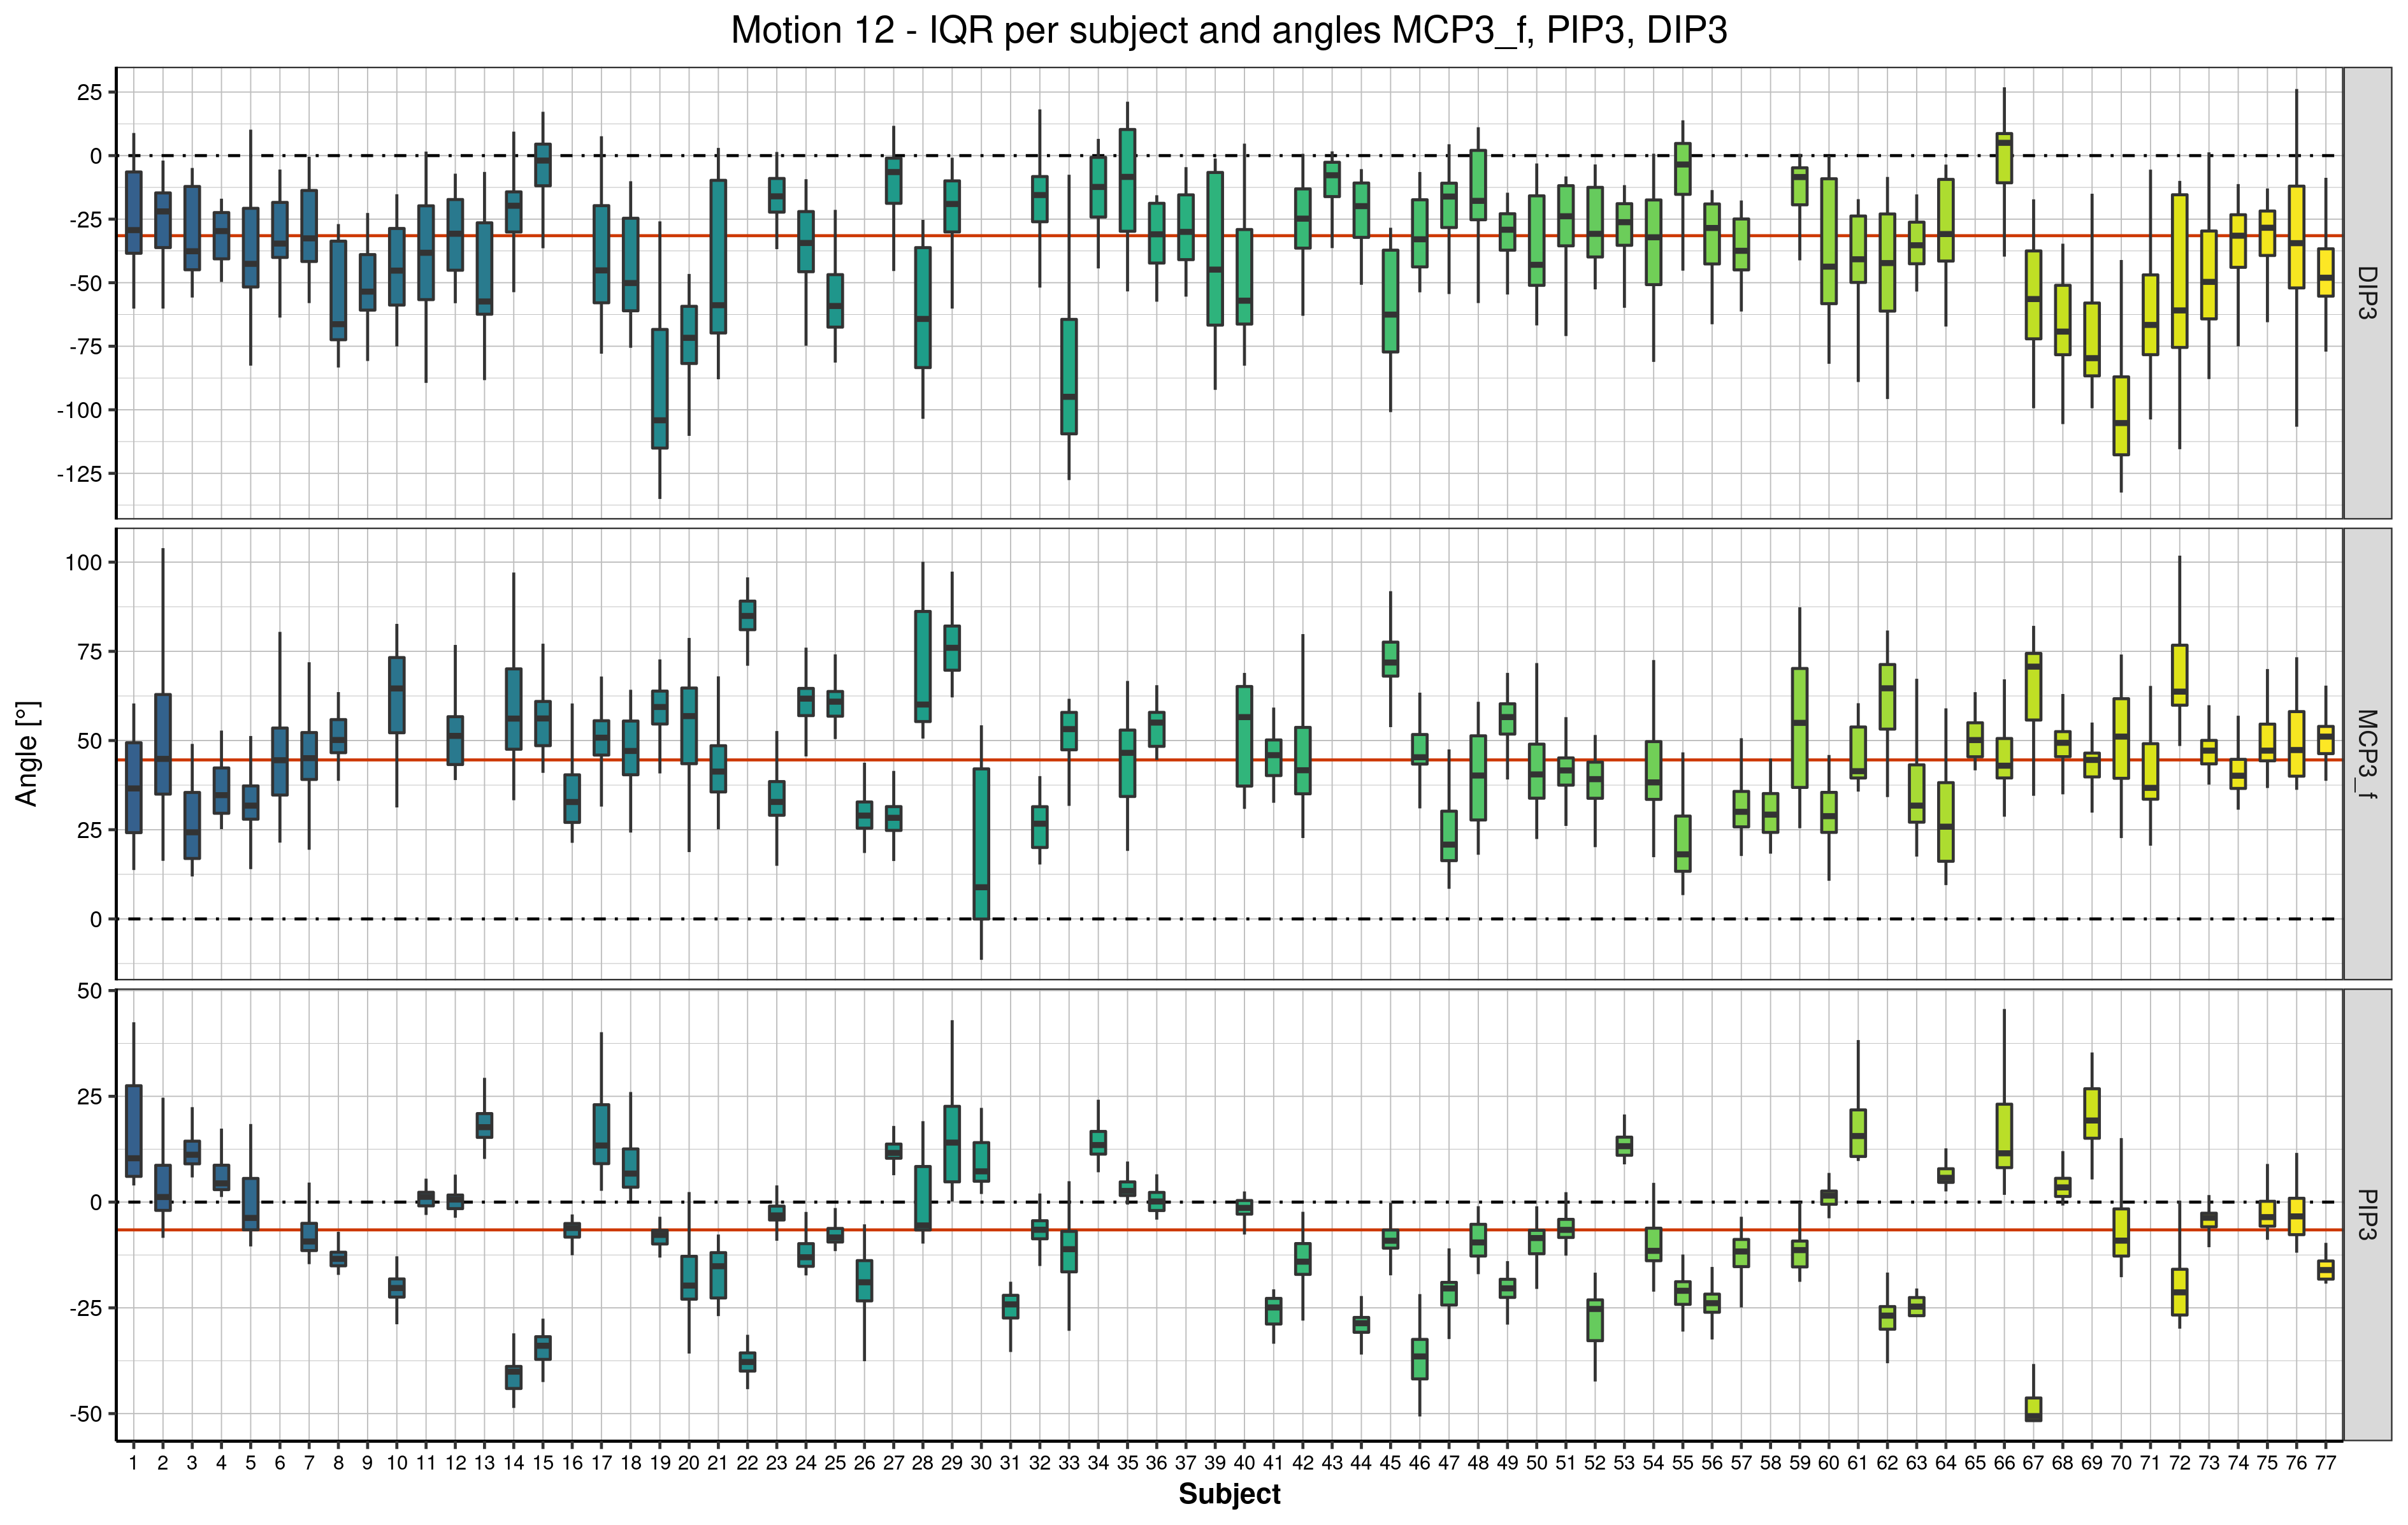 Motion 12 - IQR per subject and angles MCP3_f, PIP3, DIP3
25
0
-25
-50
-75
-100
-125
DIP3
100
75
50
25
0
MCP3_f
Angle [°]
50
25
0
-25
-50
PIP3
1 2 3 4 5 6 7 8 9 10 11 12 13 14 15 16 17 18 19 20 21 22 23 24 25 26 27 28 29 30 31 32 33 34 35 36 37 39 40 41 42 43 44 45 46 47 48 49 50 51 52 53 54 55 56 57 58 59 60 61 62 63 64 65 66 67 68 69 70 71 72 73 74 75 76 77
Subject